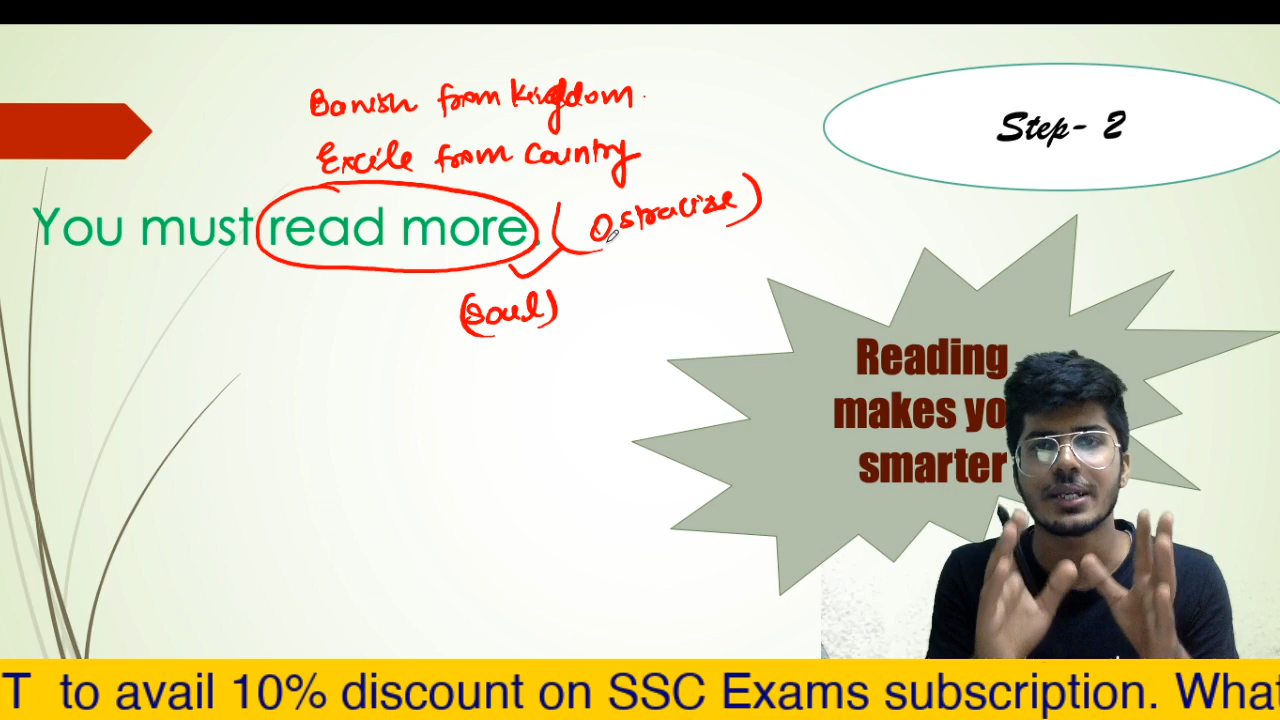 Banish from kingdom.
Excile from country
Step- 2
You must read more.
(Ostracize)
(soul)
Reading
makes yo
smarter
T to avail 10% discount on SSC Exams subscription. What